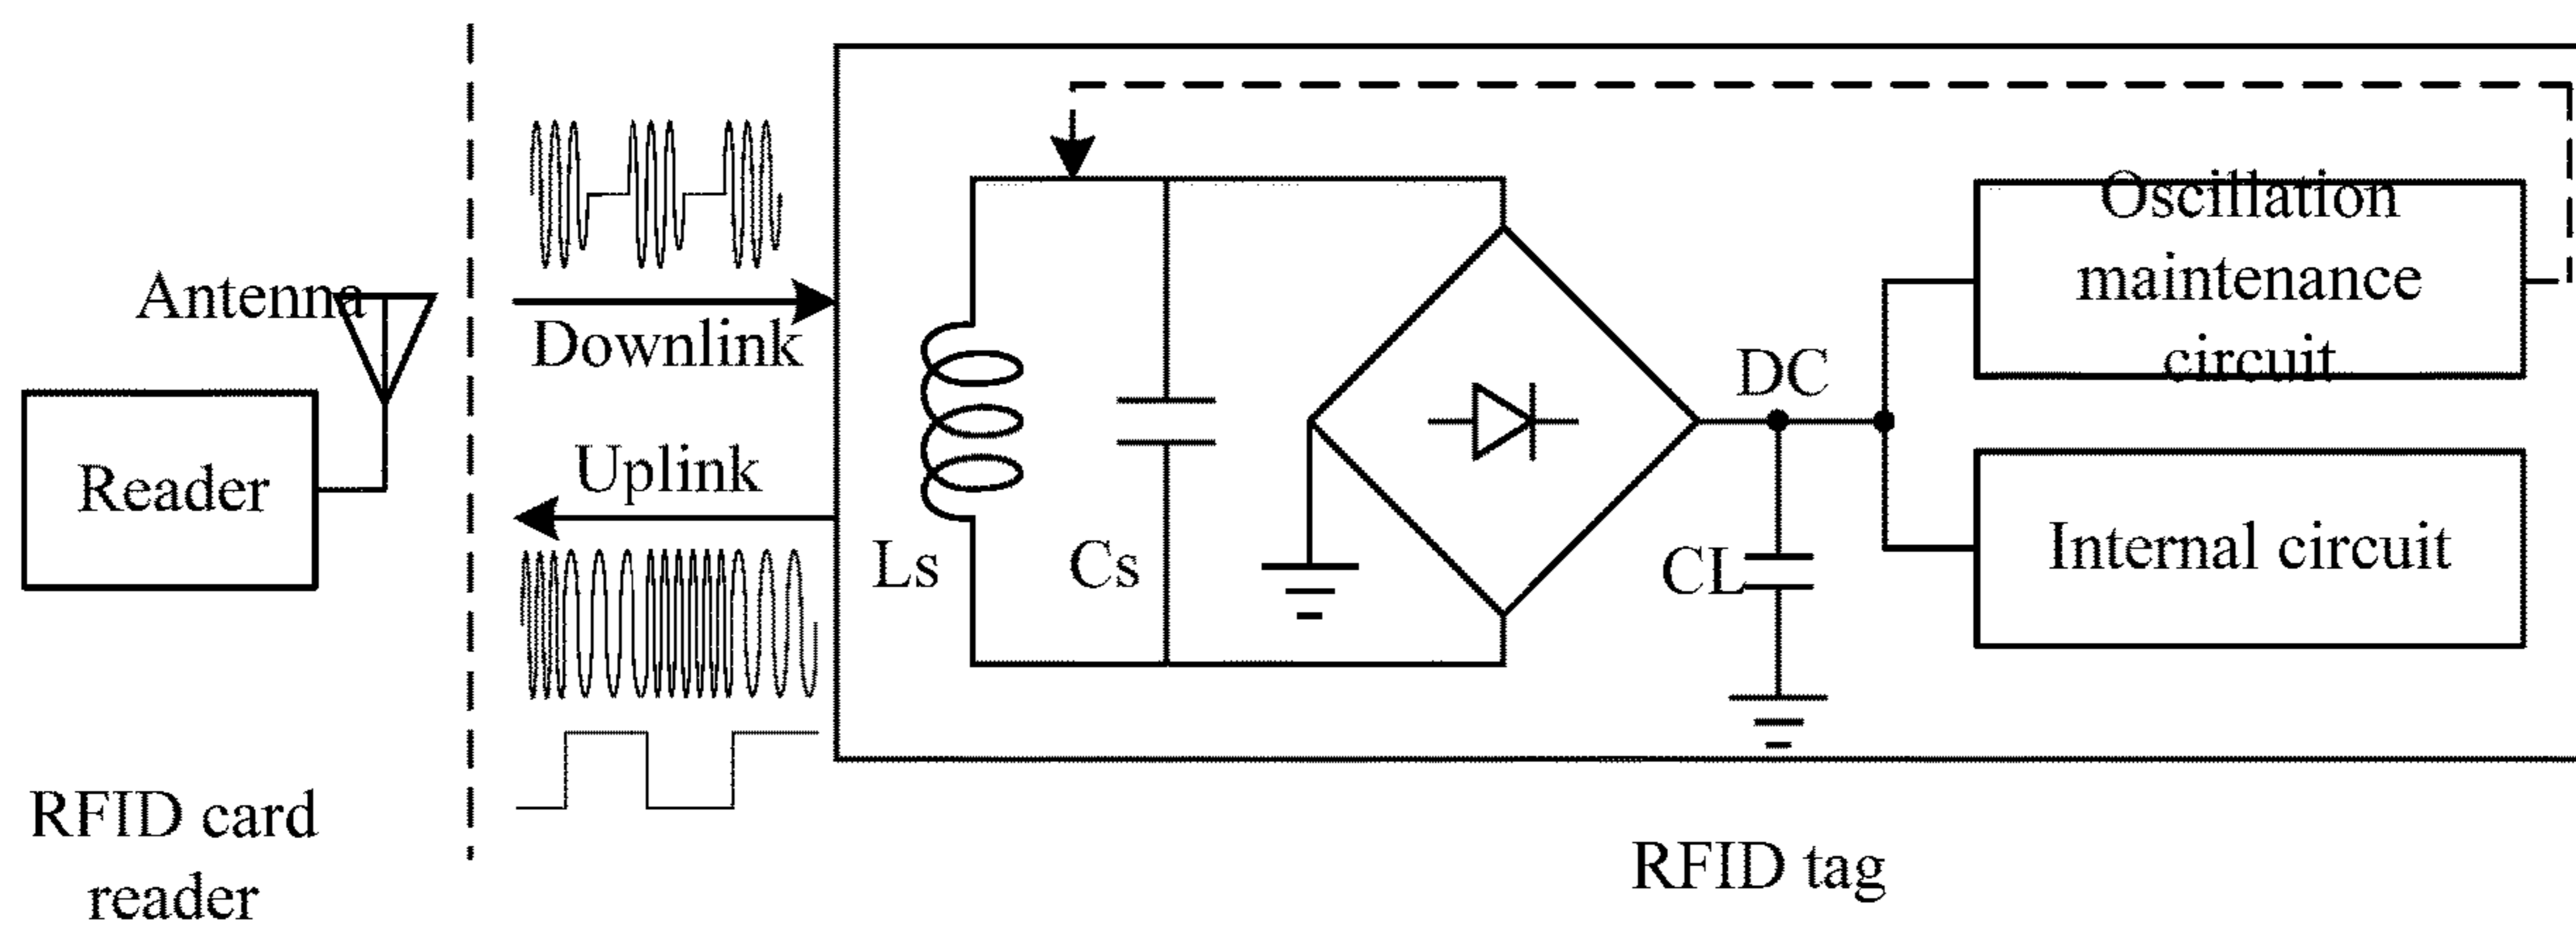 Antenna
Reader
RFID card
reader
Downlink
Uplink
Ls
Cs
DC
CL
Oscillation
maintenance
circuit
Internal circuit
RFID tag